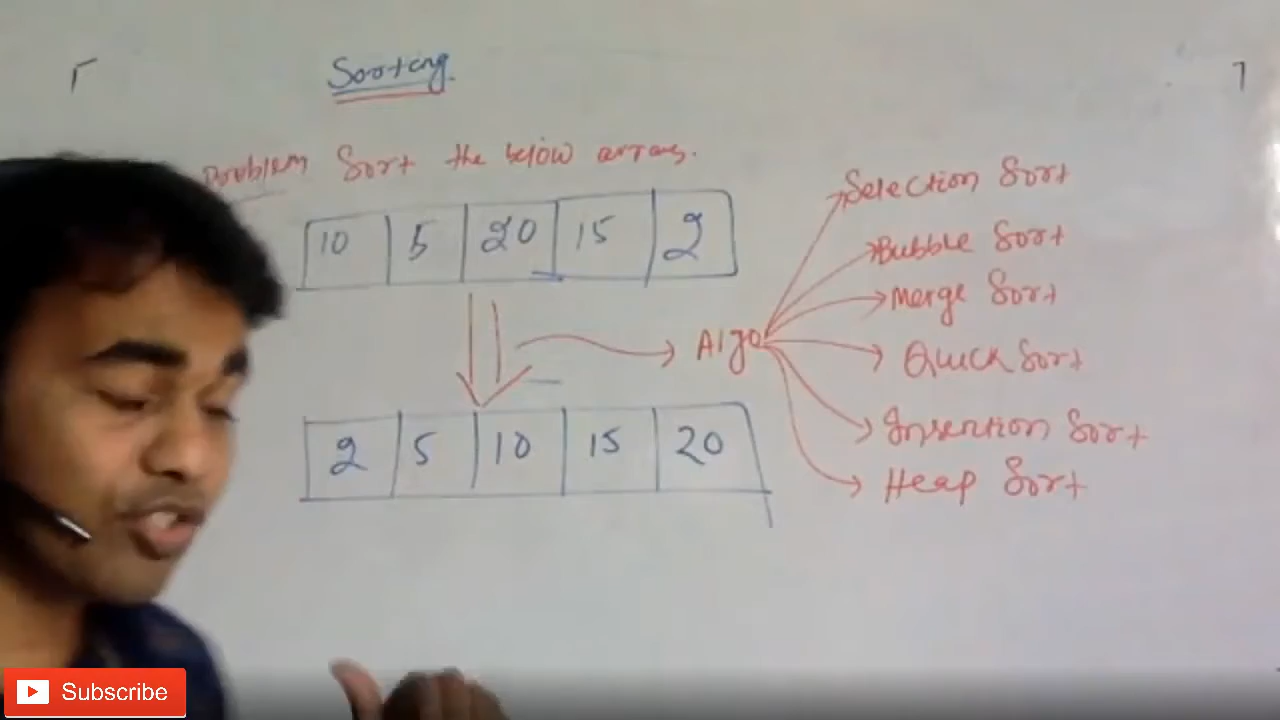 Sorting.
Problem Sort the below array.
10 5 20 15 2
Algo
Selection Sort
Bubble Sort
Merge Sort
Quick Sort
Insertion Sort
Heap Sort
2 5 10 15 20
Subscribe